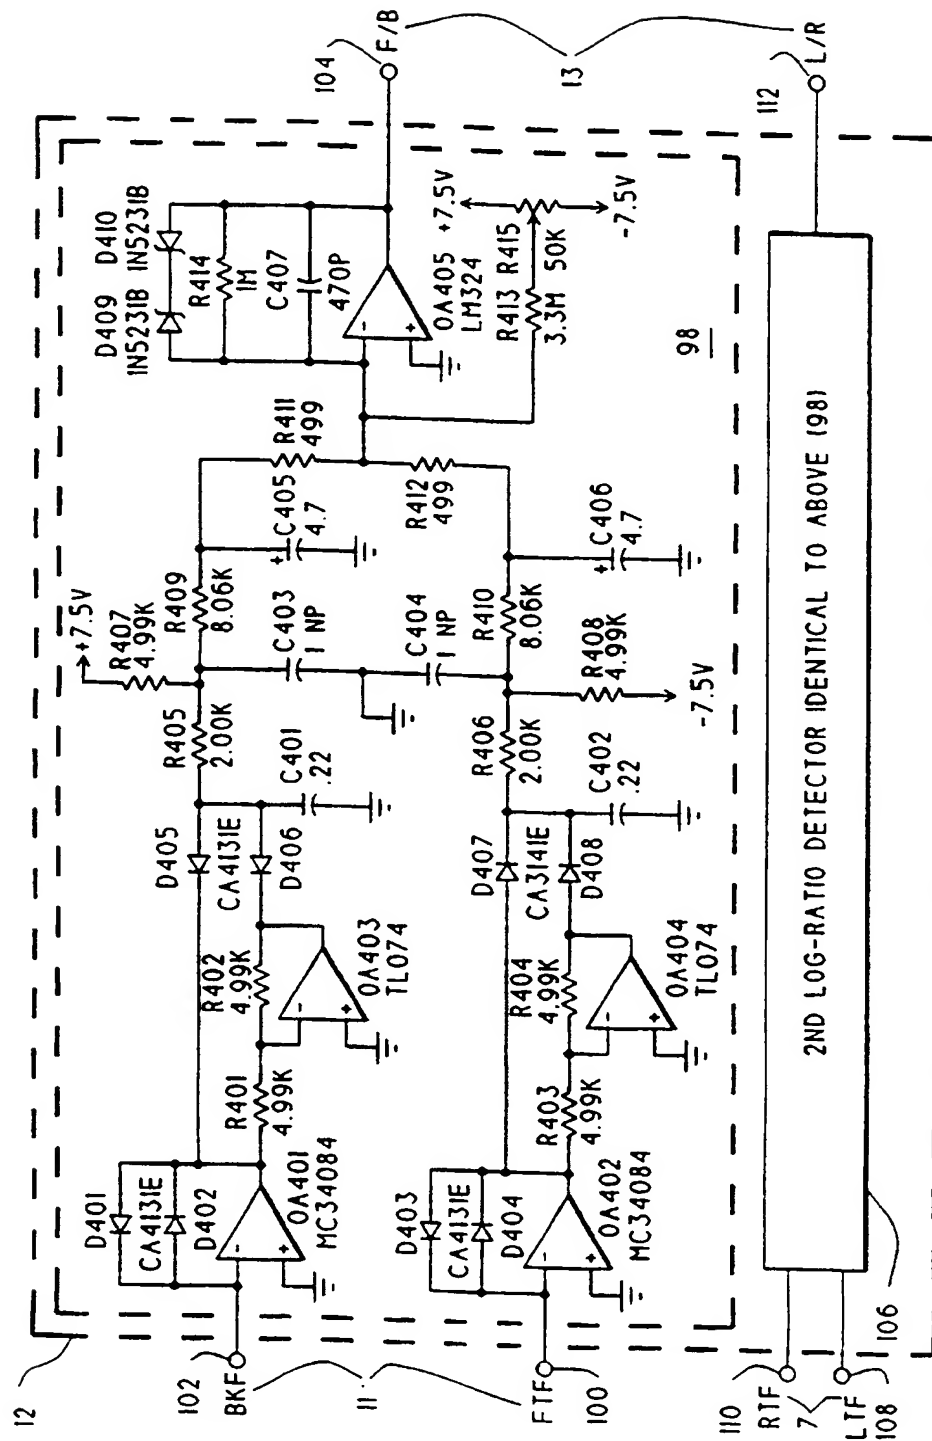 12
102
BKF
11
FTF
100
D401
CA4131E
D402
OA401
MC34084
R401
4.99K
R402
4.99K
OA403
TL074
D405
CA4131E
D406
C401
.22
R405
2.00K
+7.5V
R407
4.99K
R409
8.06K
C403
1 NP
C405
4.7
R411
499
D403
CA4131E
D404
OA402
MC34084
R403
4.99K
R404
4.99K
OA404
TL074
D407
CA3141E
D408
C402
.22
R406
2.00K
C404
1 NP
R410
8.06K
R408
4.99K
-7.5V
R412
499
C406
4.7
D409
1N5231B
D410
1N5231B
R414
1M
C407
470P
OA405
LM324
+7.5V
R413
3.3M
R415
50K
-7.5V
98
104
F/B
13
112
L/R
110
RTF
7
LTF
108
106
2ND LOG-RATIO DETECTOR IDENTICAL TO ABOVE (98)